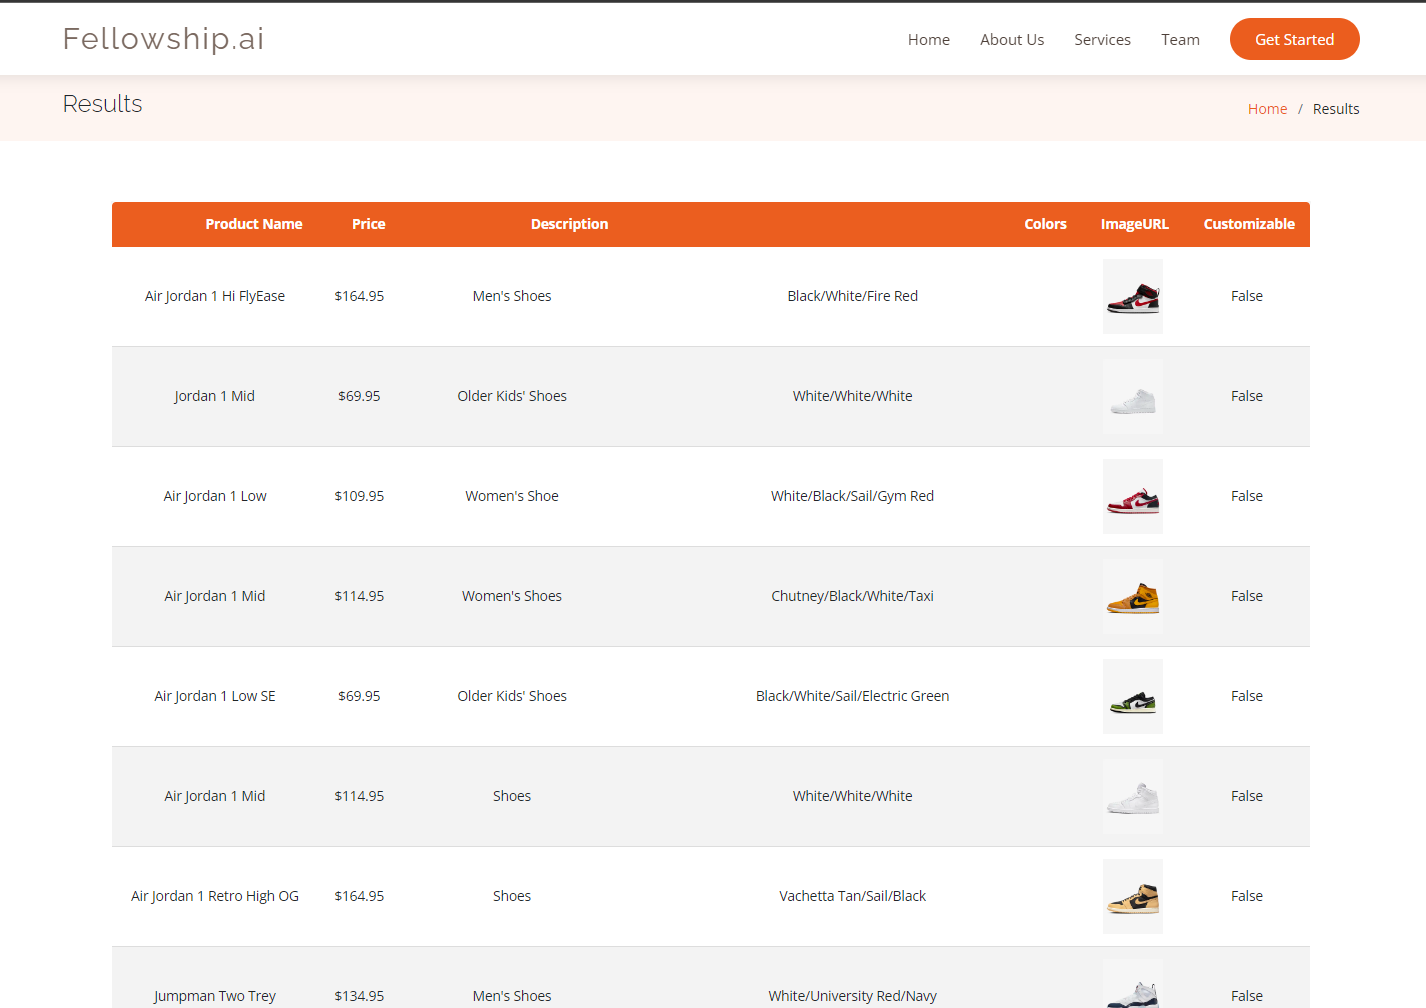 Fellowship.ai
Home About Us Services Team Get Started
Results
Home / Results
Product Name Price Description Colors ImageURL Customizable
Air Jordan 1 Hi FlyEase $164.95 Men's Shoes Black/White/Fire Red False
Jordan 1 Mid $69.95 Older Kids' Shoes White/White/White False
Air Jordan 1 Low $109.95 Women's Shoe White/Black/Sail/Gym Red False
Air Jordan 1 Mid $114.95 Women's Shoes Chutney/Black/White/Taxi False
Air Jordan 1 Low SE $69.95 Older Kids' Shoes Black/White/Sail/Electric Green False
Air Jordan 1 Mid $114.95 Shoes White/White/White False
Air Jordan 1 Retro High OG $164.95 Shoes Vachetta Tan/Sail/Black False
Jumpman Two Trey $134.95 Men's Shoes White/University Red/Navy False